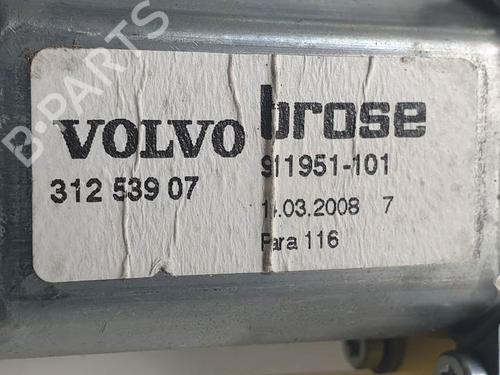 VOLVO brose
312 539 07 911951-101
14.03.2008 7
Para 116
B-PARTS